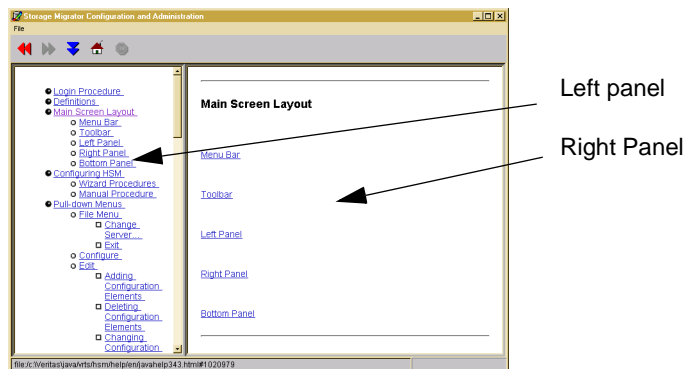 Storage Migrator Configuration and Administration
File
Login Procedure
Definitions
Main Screen Layout
Menu Bar
Toolbar
Left Panel
Right Panel
Bottom Panel
Configuring HSM
Wizard Procedures
Manual Procedure
Pull-down Menus
File Menu
Change
Server...
Exit
Configure
Edit
Adding
Configuration
Elements
Deleting
Configuration
Elements
Changing
Configuration
Main Screen Layout
Menu Bar
Toolbar
Left Panel
Right Panel
Bottom Panel
file:/c:\Veritas\java/vrts/hsm/help/en/javahelp343.html#1020979
Left panel
Right Panel